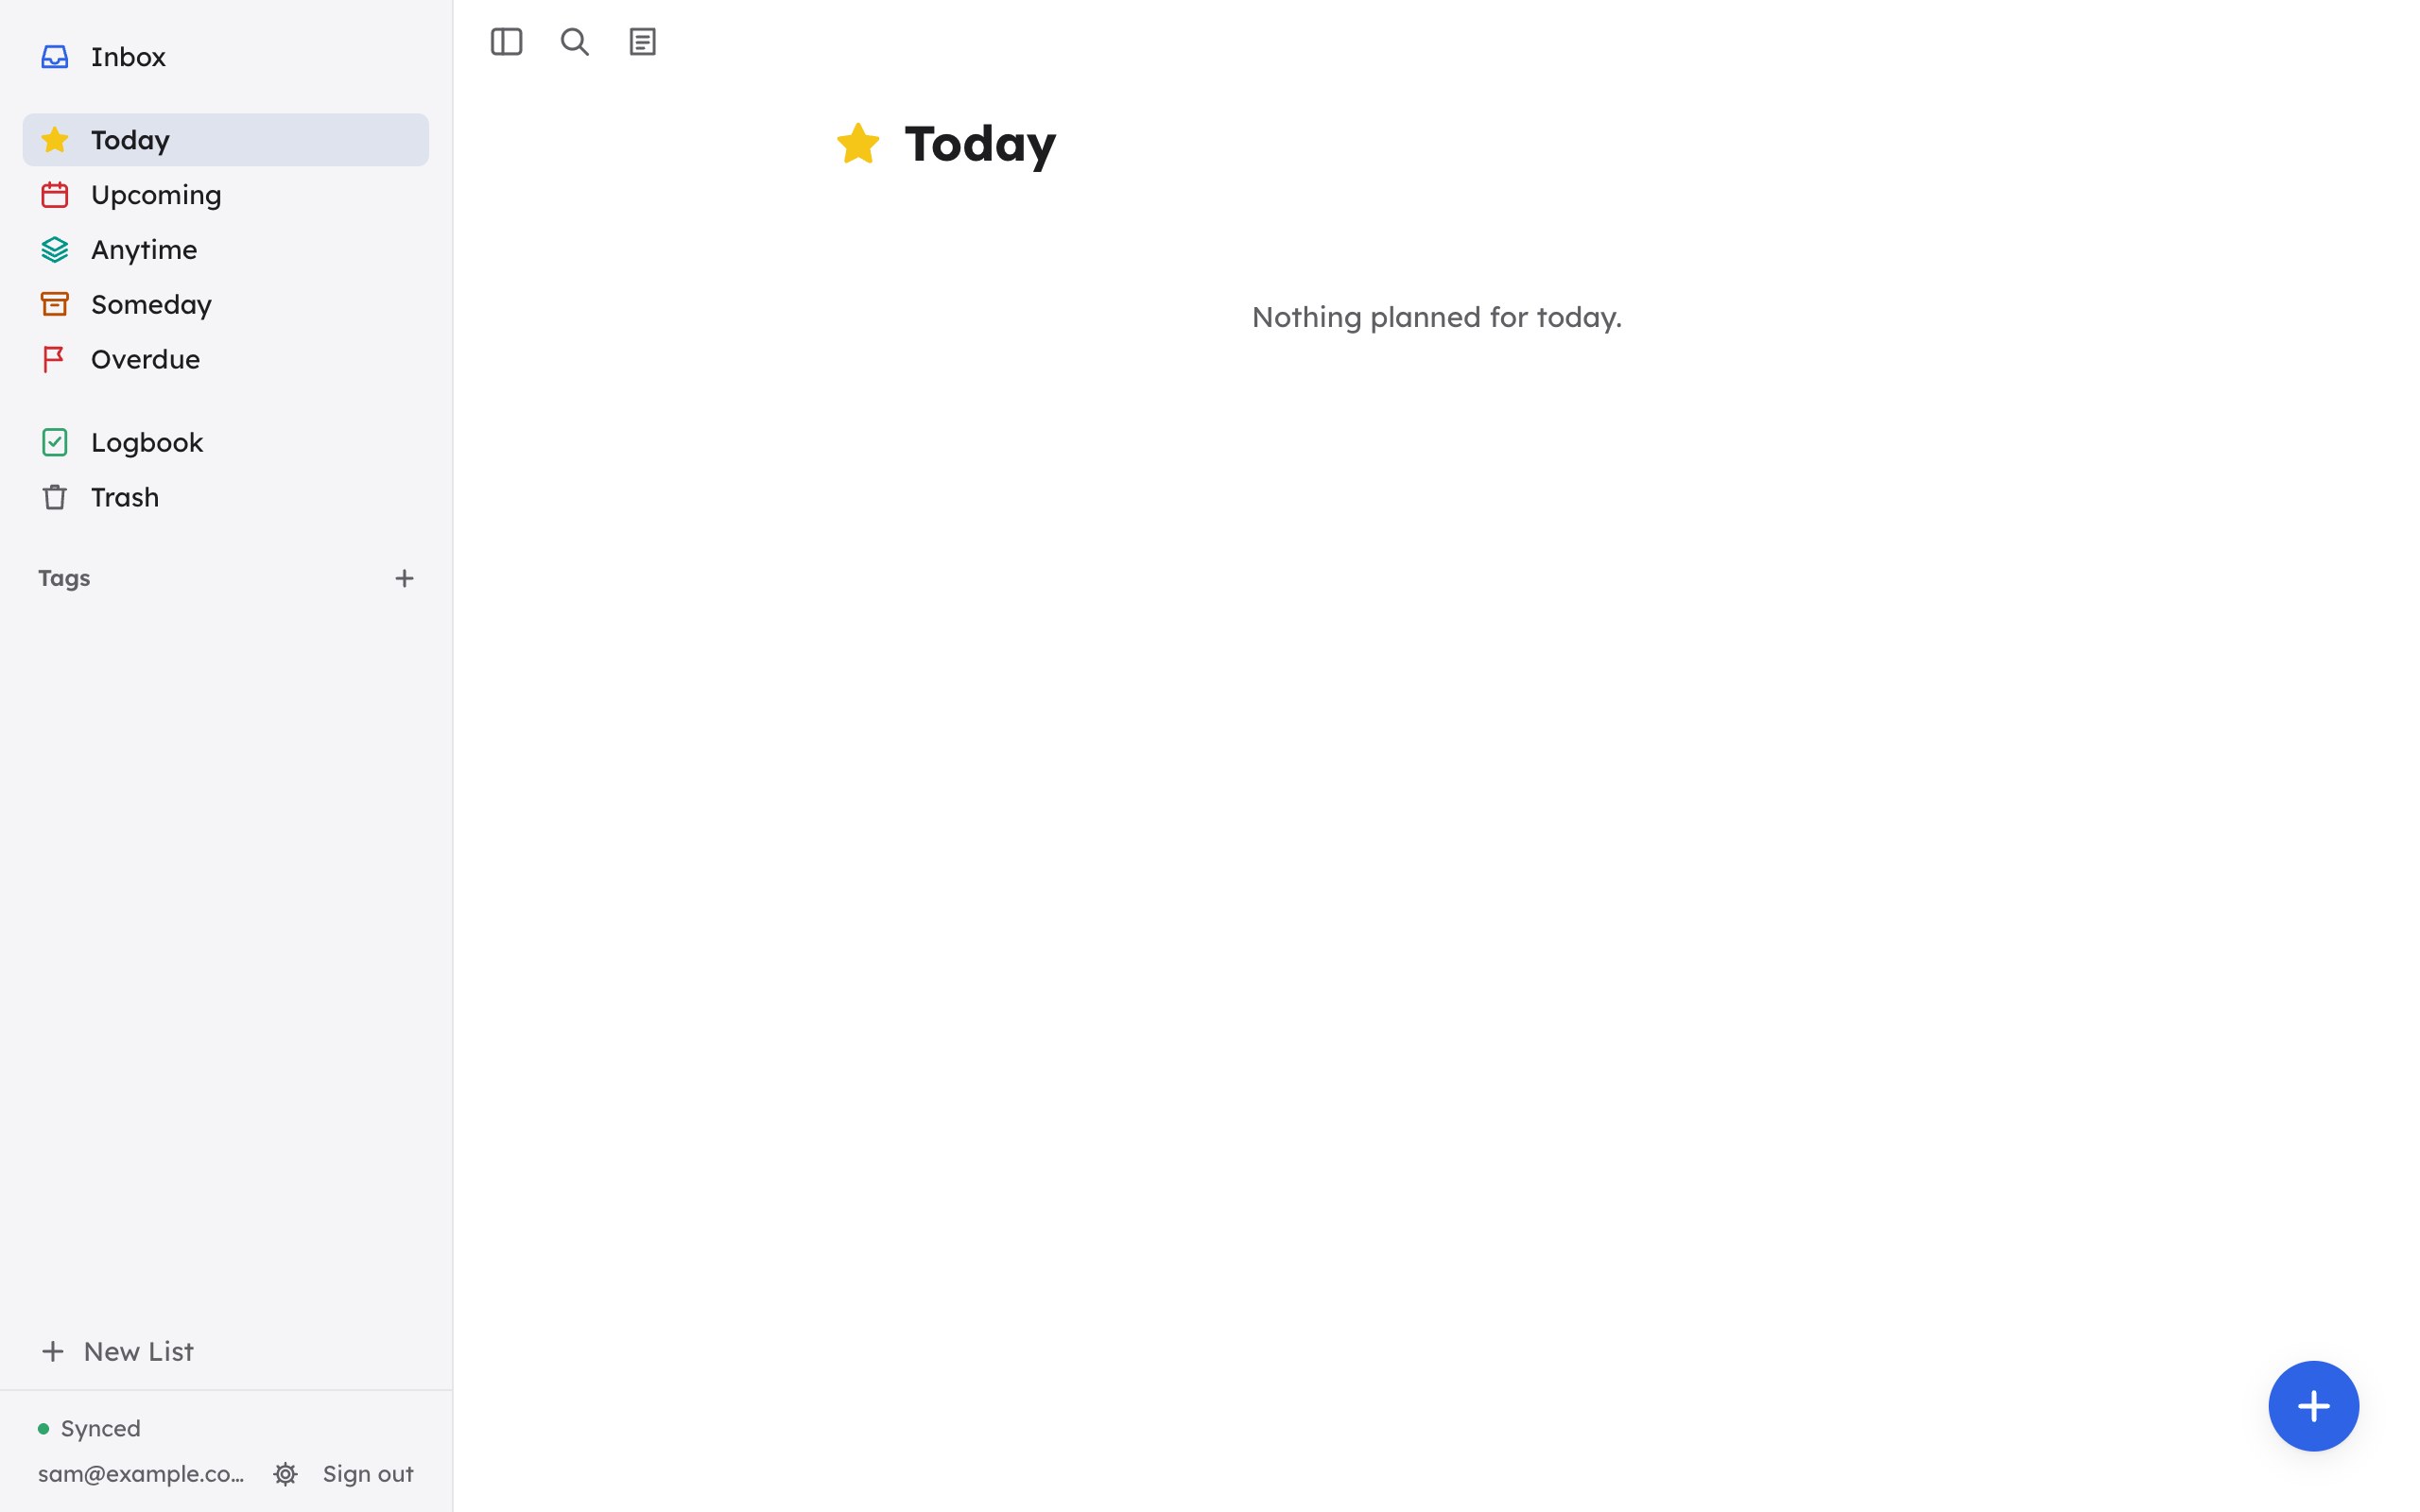 Inbox
Today
Upcoming
Anytime
Someday
Overdue
Logbook
Trash
Tags
New List
Synced
sam@example.co...
Sign out
Today
Nothing planned for today.